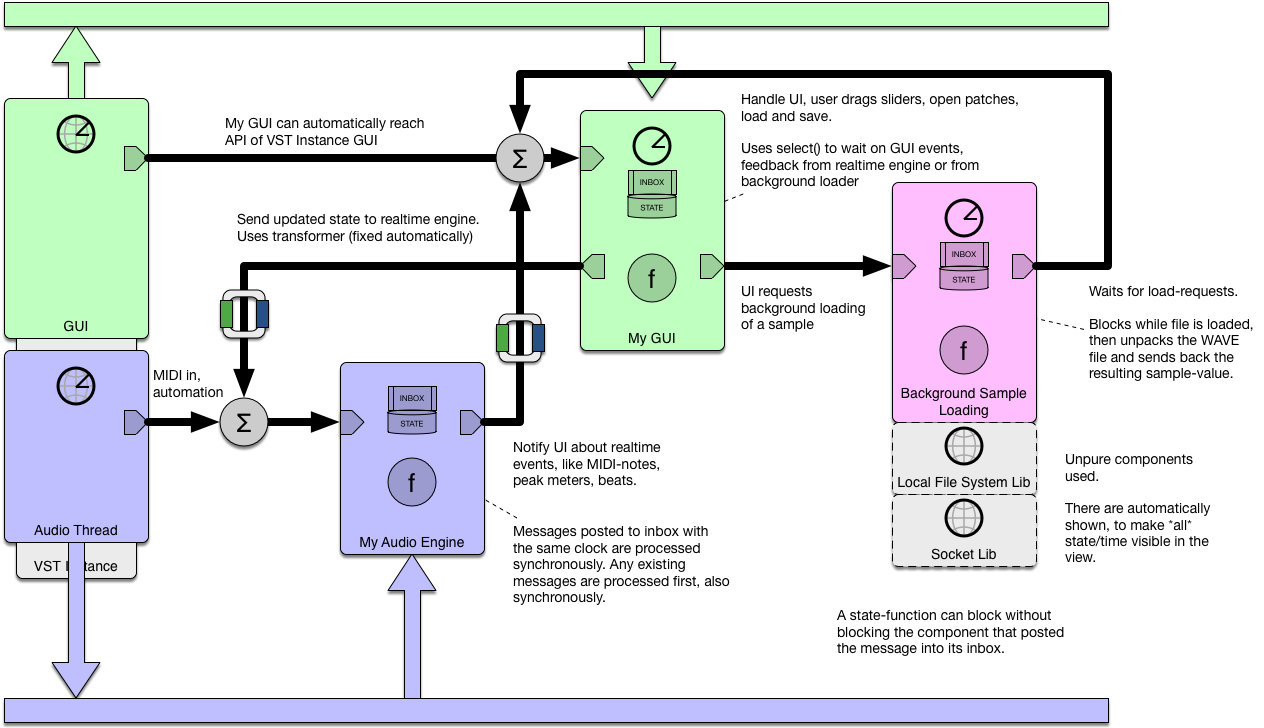 My GUI can automatically reach
API of VST Instance GUI
Handle UI, user drags sliders, open patches,
load and save.
Uses select() to wait on GUI events,
feedback from realtime engine or from
background loader
Σ
INBOX
STATE
f
My GUI
Send updated state to realtime engine.
Uses transformer (fixed automatically)
GUI
UI requests
background loading
of a sample
INBOX
STATE
f
Background Sample
Loading
Waits for load-requests.
Blocks while file is loaded,
then unpacks the WAVE
file and sends back the
resulting sample-value.
MIDI in,
automation
Σ
INBOX
STATE
f
My Audio Engine
Audio Thread
VST
Notify UI about realtime
events, like MIDI-notes,
peak meters, beats.
Messages posted to inbox with
the same clock are processed
synchronously. Any existing
messages are processed first, also
synchronously.
Local File System Lib
Socket Lib
Unpure components
used.
There are automatically
shown, to make *all*
state/time visible in the
view.
A state-function can block without
blocking the component that posted
the message into its inbox.